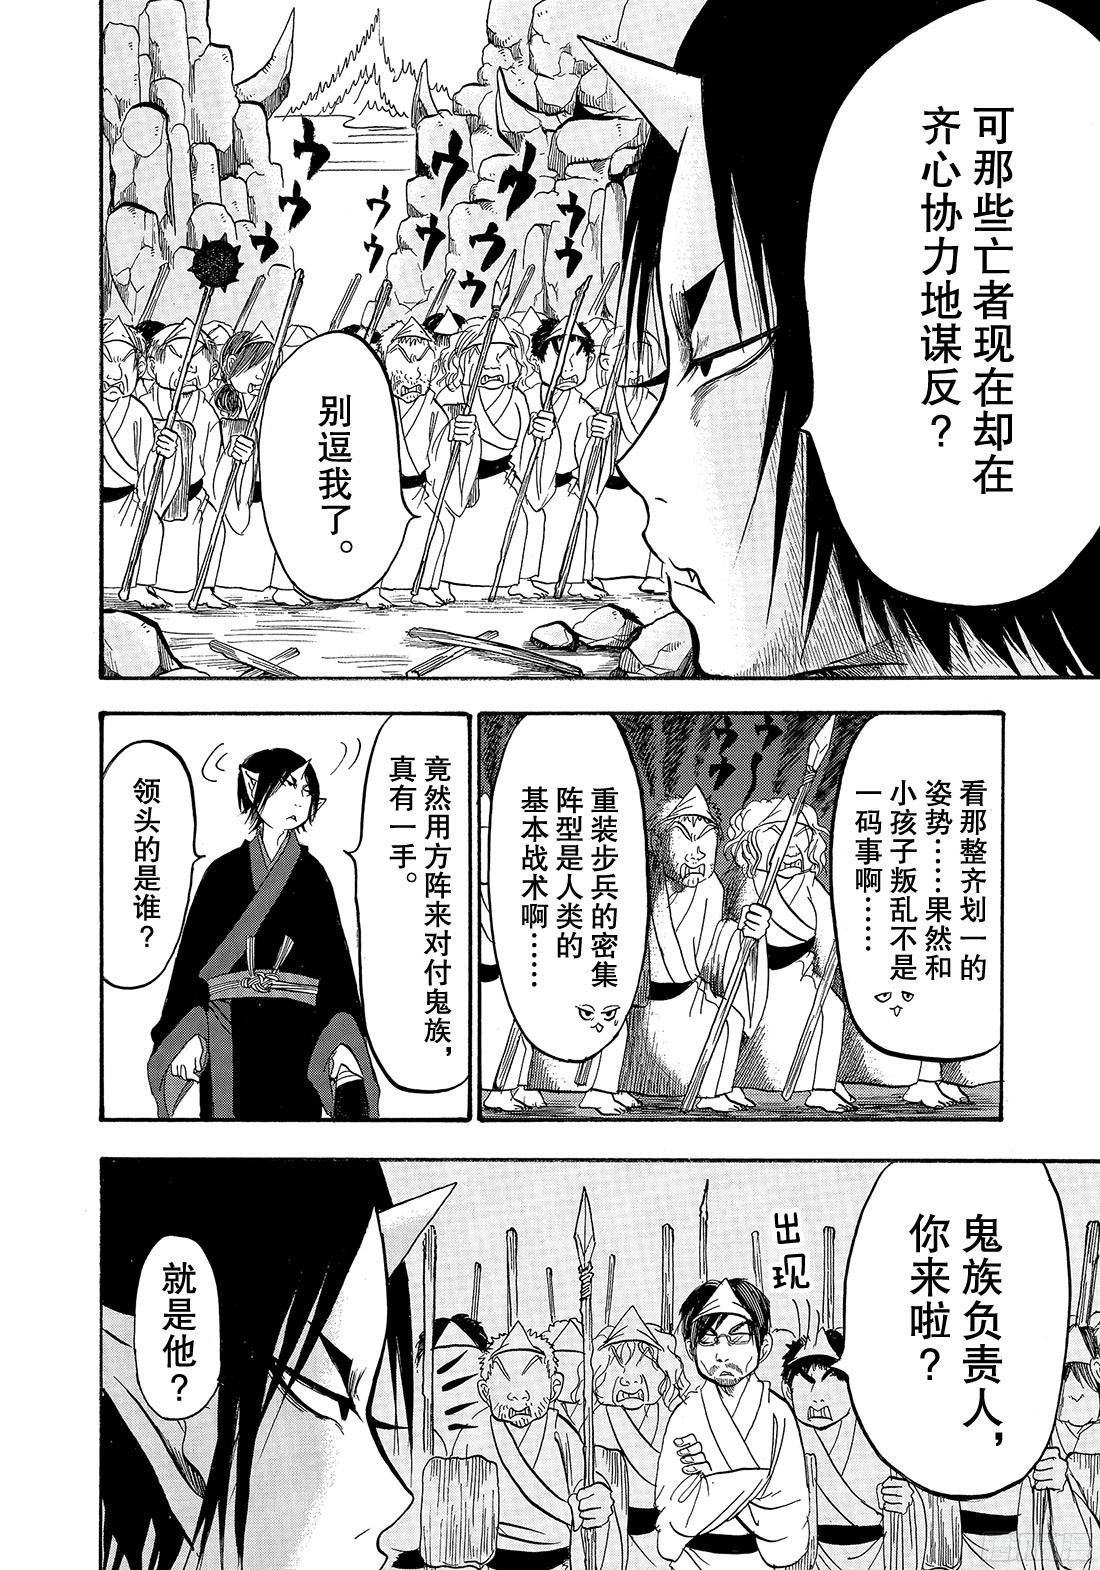 可那些亡者现在却在
齐心协力地谋反？
ウウ
ウウ
ウウ
ウウ
ウウ
别逗我了。
看那整齐划一的
姿势……果然和
小孩子叛乱不是
一码事啊……
ウウ
重装步兵的密集
阵型是人类的
基本战术啊……
竟然用方阵来对付鬼族，
真有一手。
领头的是谁？
鬼族负责人，
你来啦？
出现
就是他？